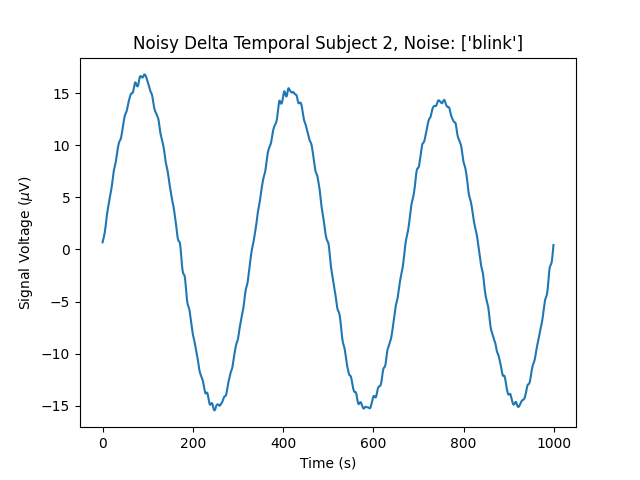 Noisy Delta Temporal Subject 2, Noise: ['blink']
15
10
5
0
−5
−10
−15
Signal Voltage (μV)
0 200 400 600 800 1000
Time (s)